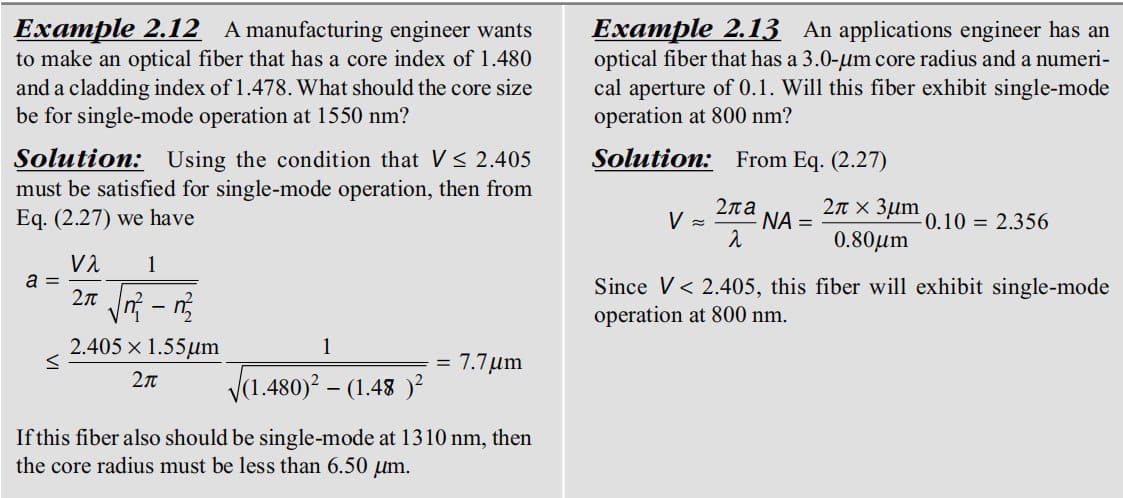 Example 2.12 A manufacturing engineer wants
to make an optical fiber that has a core index of 1.480
and a cladding index of 1.478. What should the core size
be for single-mode operation at 1550 nm?
Solution: Using the condition that V ≤ 2.405
must be satisfied for single-mode operation, then from
Eq. (2.27) we have
a = Vλ/2π 1/√(n₁² − n₂²)
≤ 2.405 × 1.55μm/2π 1/√((1.480)² − (1.48 )²) = 7.7μm
If this fiber also should be single-mode at 1310 nm, then
the core radius must be less than 6.50 μm.
Example 2.13 An applications engineer has an
optical fiber that has a 3.0-μm core radius and a numeri-
cal aperture of 0.1. Will this fiber exhibit single-mode
operation at 800 nm?
Solution: From Eq. (2.27)
V ≈ 2πa/λ NA = 2π × 3μm/0.80μm 0.10 = 2.356
Since V < 2.405, this fiber will exhibit single-mode
operation at 800 nm.